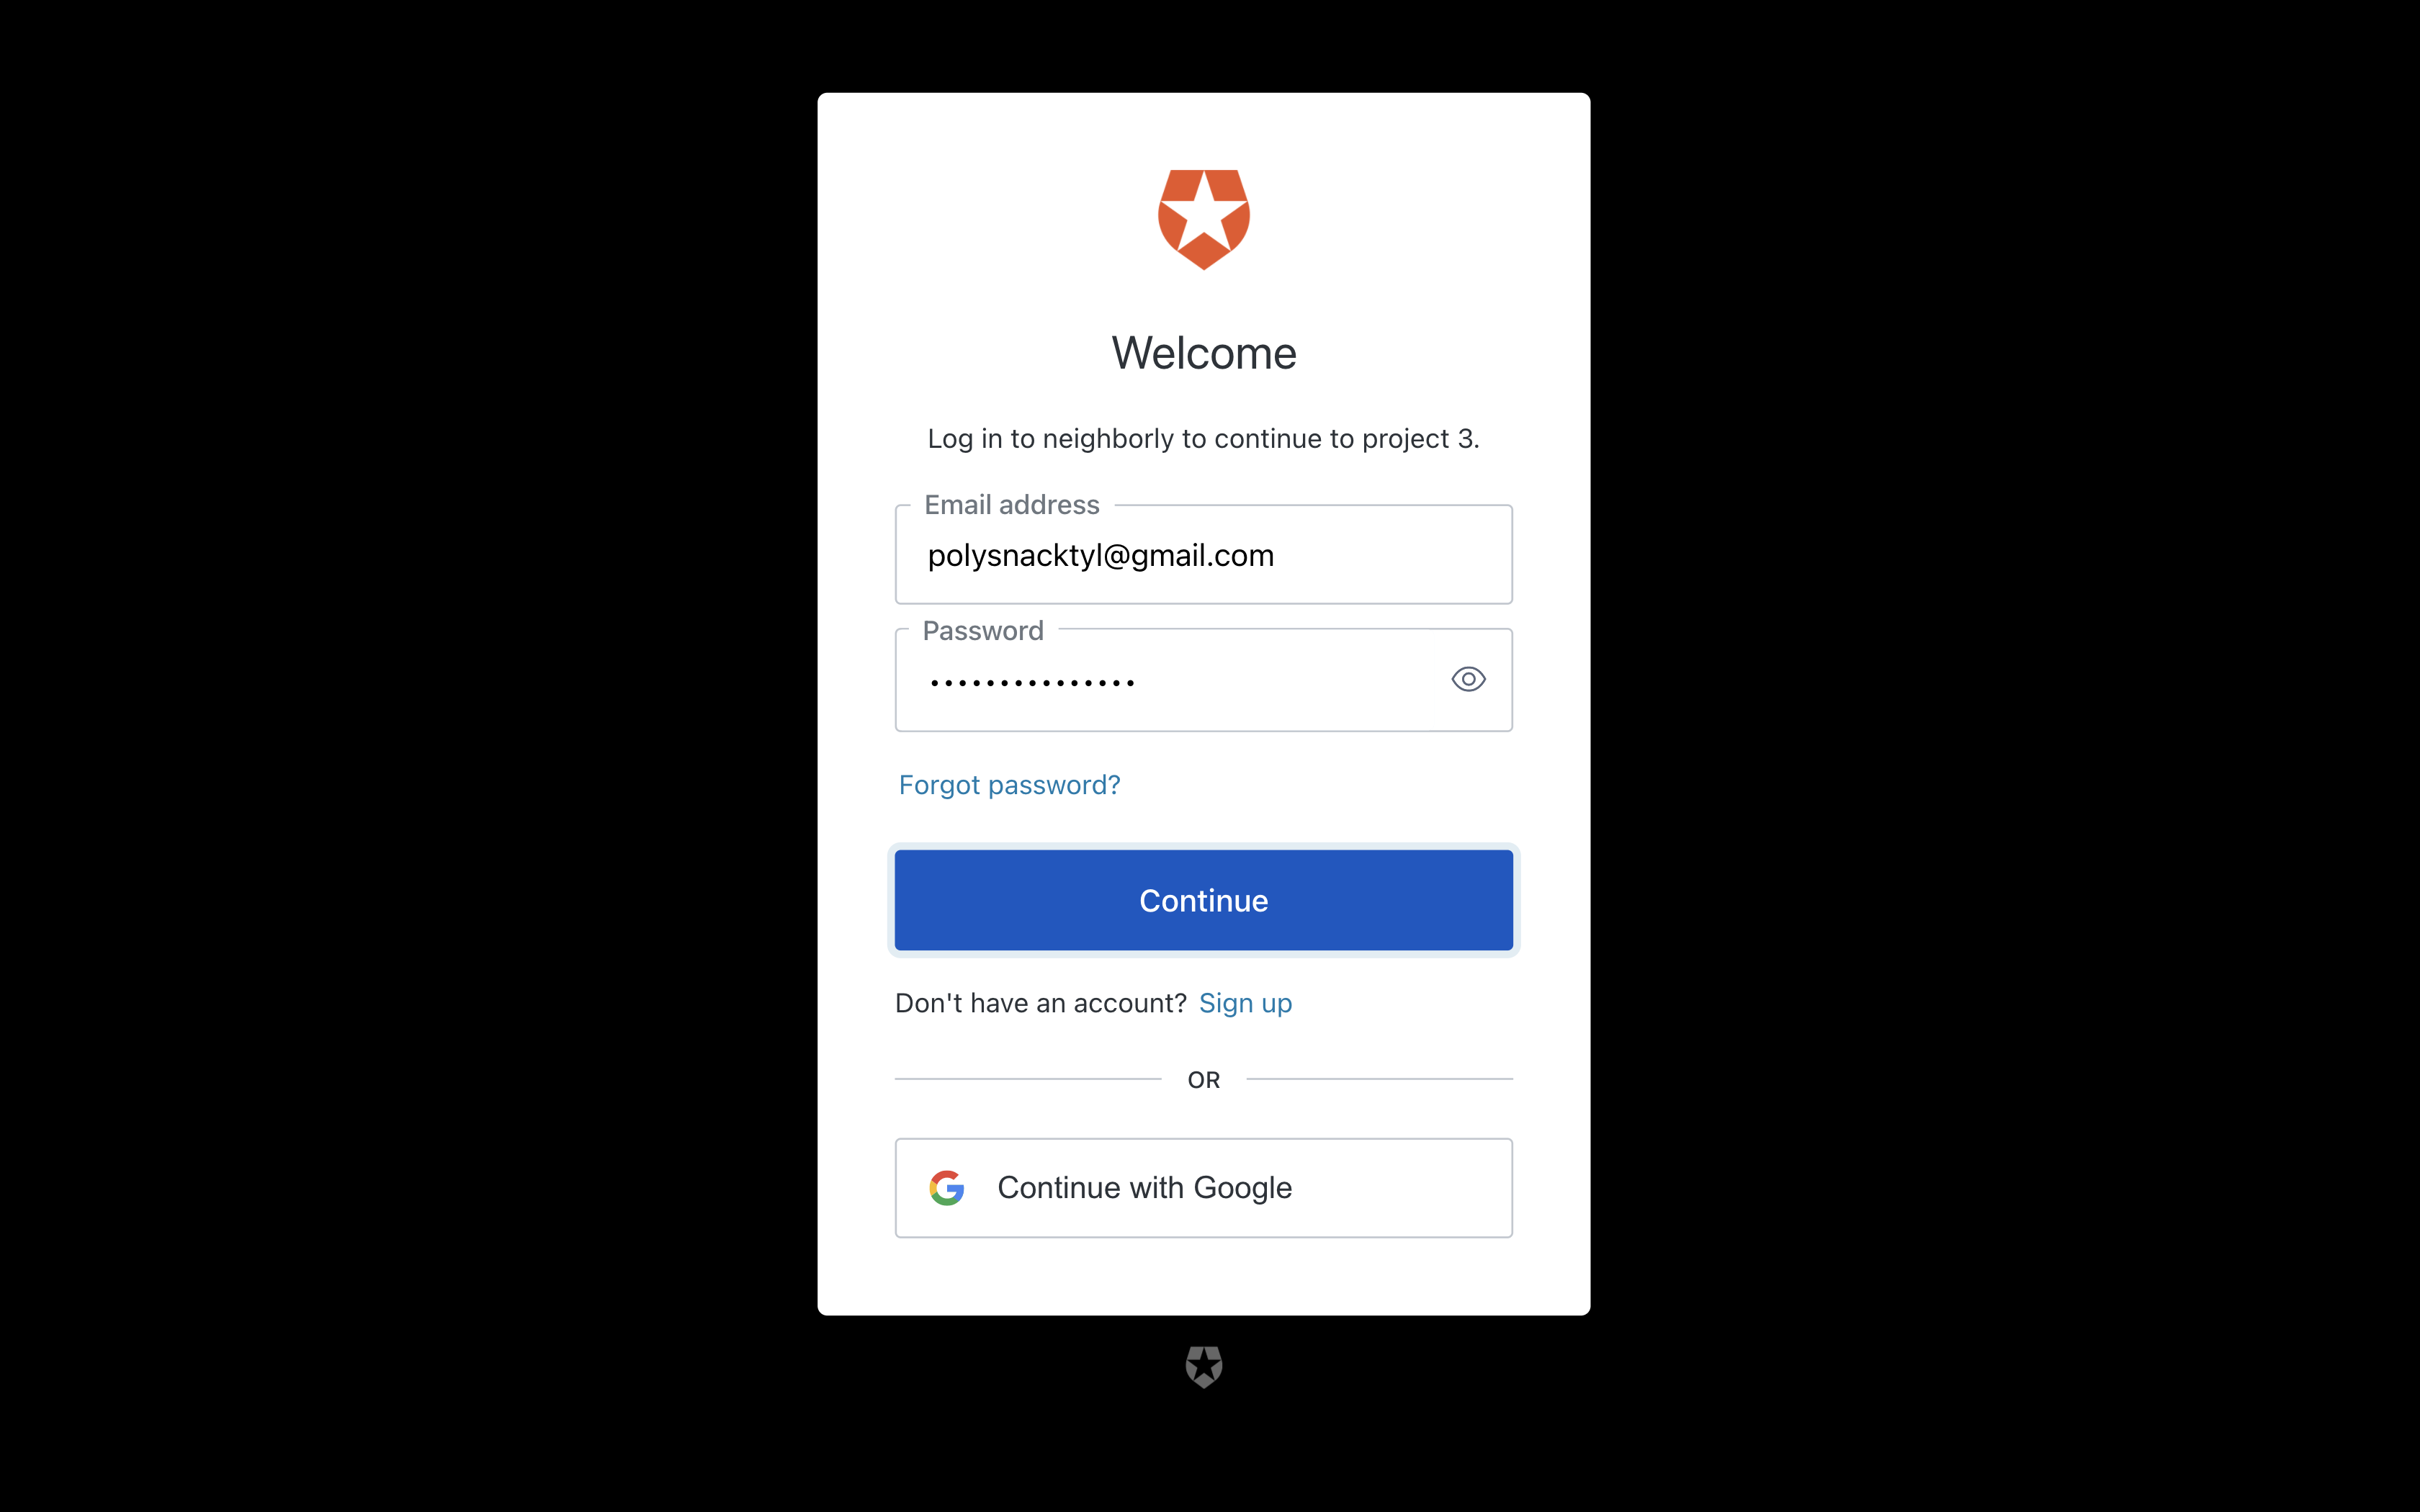 Welcome
Log in to neighborly to continue to project 3.
Email address
polysnacktyl@gmail.com
Password
•••••••••••••••
Forgot password?
Continue
Don't have an account? Sign up
OR
Continue with Google